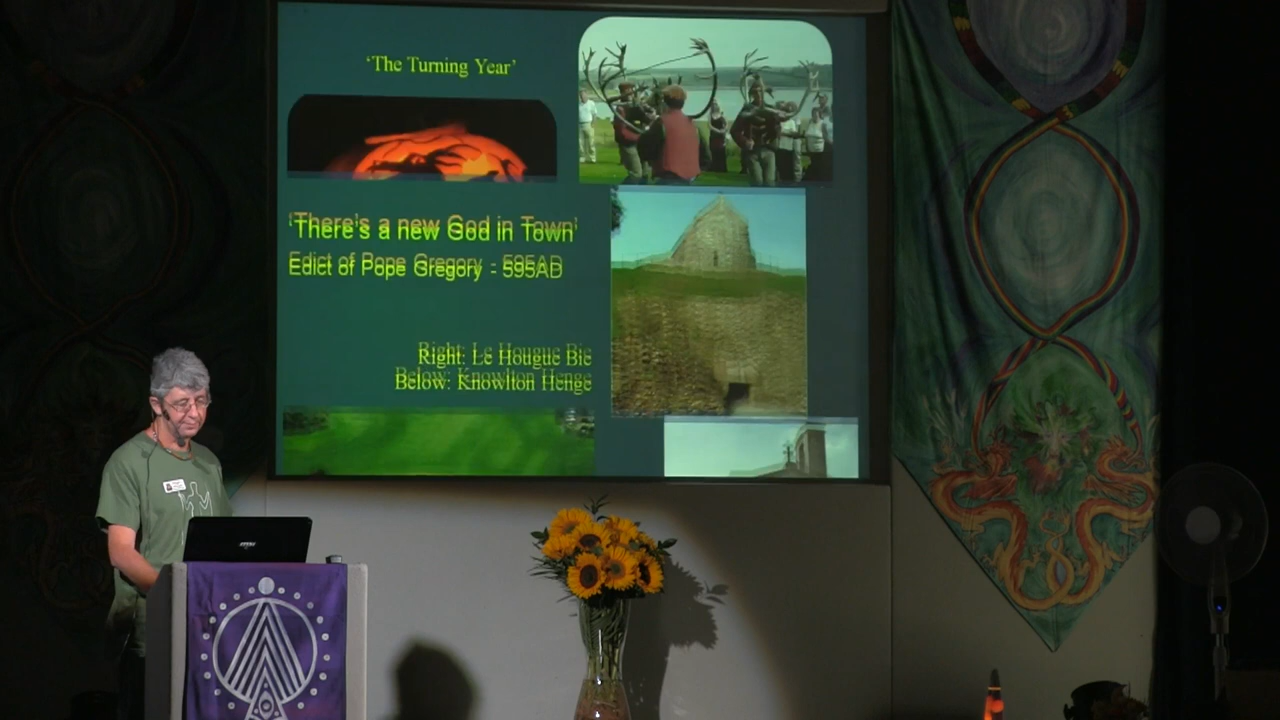 ‘The Turning Year’
‘There's a new God in Town’
Edict of Pope Gregory - 595AD
Right: Le Hougue Bie
Below: Knowlton Henge